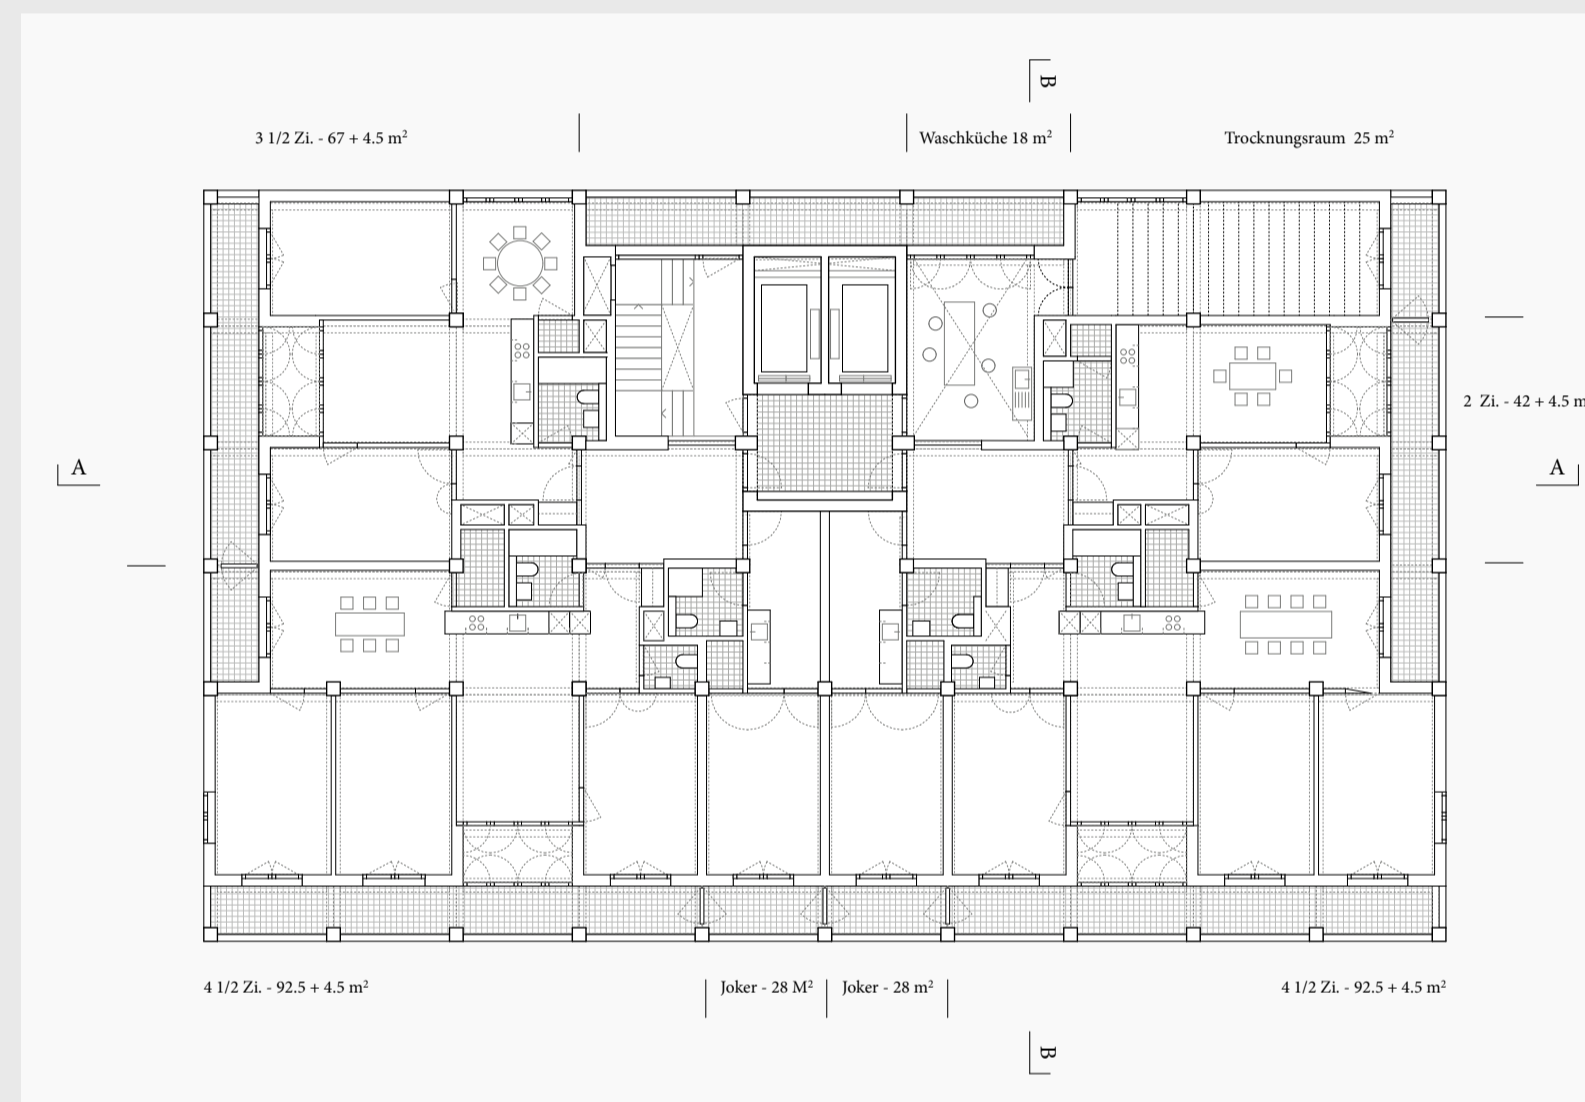 B
3 1/2 Zi. - 67 + 4.5 m²
Waschküche 18 m²
Trocknungsraum 25 m²
2 Zi. - 42 + 4.5 m
A
A
4 1/2 Zi. - 92.5 + 4.5 m²
Joker - 28 M²
Joker - 28 m²
4 1/2 Zi. - 92.5 + 4.5 m²
B